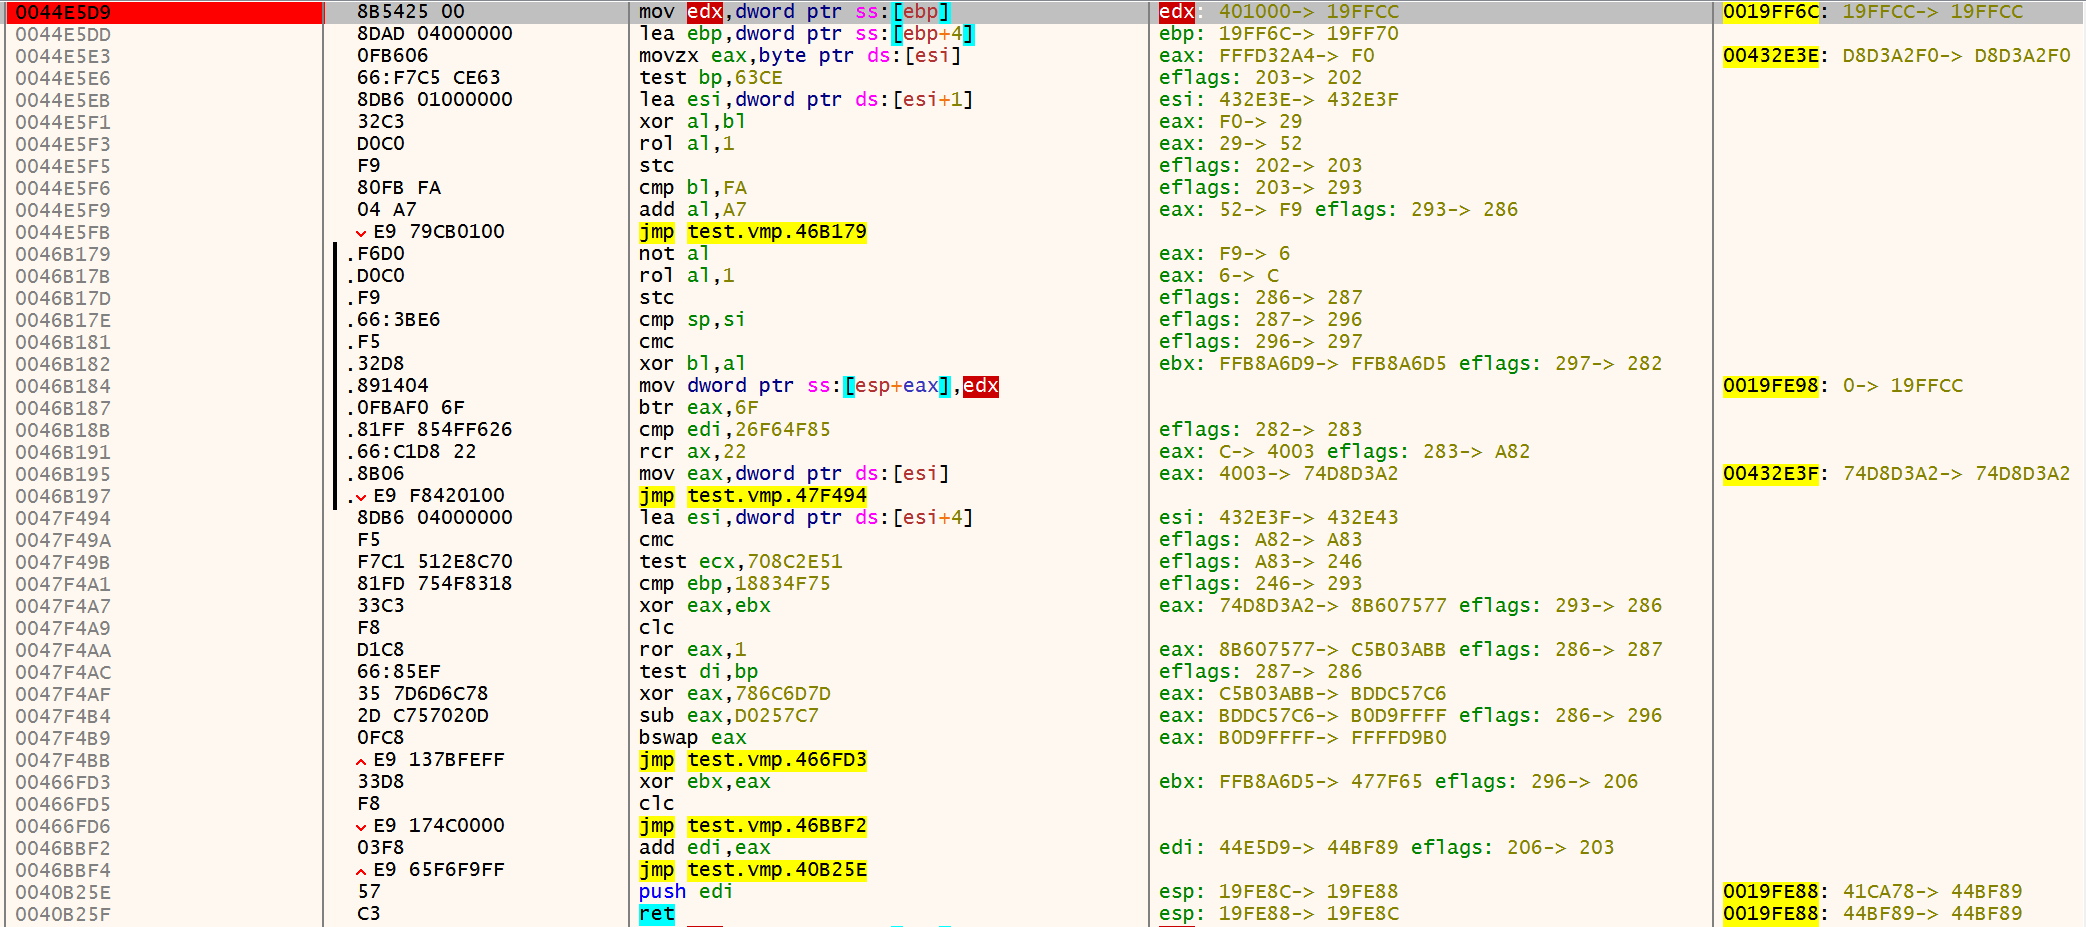 0044E5D9 8B5425 00 mov edx,dword ptr ss:[ebp] edx: 401000-> 19FFCC 0019FF6C: 19FFCC-> 19FFCC
0044E5DD 8DAD 04000000 lea ebp,dword ptr ss:[ebp+4] ebp: 19FF6C-> 19FF70
0044E5E3 0FB606 movzx eax,byte ptr ds:[esi] eax: FFFD32A4-> F0 00432E3E: D8D3A2F0-> D8D3A2F0
0044E5E6 66:F7C5 CE63 test bp,63CE eflags: 203-> 202
0044E5EB 8DB6 01000000 lea esi,dword ptr ds:[esi+1] esi: 432E3E-> 432E3F
0044E5F1 32C3 xor al,bl eax: F0-> 29
0044E5F3 D0C0 rol al,1 eax: 29-> 52
0044E5F5 F9 stc eflags: 202-> 203
0044E5F6 80FB FA cmp bl,FA eflags: 203-> 293
0044E5F9 04 A7 add al,A7 eax: 52-> F9 eflags: 293-> 286
0044E5FB E9 79CB0100 jmp test.vmp.46B179
0046B179 .F6D0 not al eax: F9-> 6
0046B17B .D0C0 rol al,1 eax: 6-> C
0046B17D .F9 stc eflags: 286-> 287
0046B17E .66:3BE6 cmp sp,si eflags: 287-> 296
0046B181 .F5 cmc eflags: 296-> 297
0046B182 .32D8 xor bl,al ebx: FFB8A6D9-> FFB8A6D5 eflags: 297-> 282
0046B184 .891404 mov dword ptr ss:[esp+eax],edx 0019FE98: 0-> 19FFCC
0046B187 .0FBAF0 6F btr eax,6F
0046B18B .81FF 854FF626 cmp edi,26F64F85 eflags: 282-> 283
0046B191 .66:C1D8 22 rcr ax,22 eax: C-> 4003 eflags: 283-> A82
0046B195 .8B06 mov eax,dword ptr ds:[esi] eax: 4003-> 74D8D3A2 00432E3F: 74D8D3A2-> 74D8D3A2
0046B197 . E9 F8420100 jmp test.vmp.47F494
0047F494 8DB6 04000000 lea esi,dword ptr ds:[esi+4] esi: 432E3F-> 432E43
0047F49A F5 cmc eflags: A82-> A83
0047F49B F7C1 512E8C70 test ecx,708C2E51 eflags: A83-> 246
0047F4A1 81FD 754F8318 cmp ebp,18834F75 eflags: 246-> 293
0047F4A7 33C3 xor eax,ebx eax: 74D8D3A2-> 8B607577 eflags: 293-> 286
0047F4A9 F8 clc
0047F4AA D1C8 ror eax,1 eax: 8B607577-> C5B03ABB eflags: 286-> 287
0047F4AC 66:85EF test di,bp eflags: 287-> 286
0047F4AF 35 7D6D6C78 xor eax,786C6D7D eax: C5B03ABB-> BDDC57C6
0047F4B4 2D C757020D sub eax,D0257C7 eax: BDDC57C6-> B0D9FFFF eflags: 286-> 296
0047F4B9 0FC8 bswap eax eax: B0D9FFFF-> FFFFD9B0
0047F4BB E9 137BFEFF jmp test.vmp.466FD3
00466FD3 33D8 xor ebx,eax ebx: FFB8A6D5-> 477F65 eflags: 296-> 206
00466FD5 F8 clc
00466FD6 E9 174C0000 jmp test.vmp.46BBF2
0046BBF2 03F8 add edi,eax edi: 44E5D9-> 44BF89 eflags: 206-> 203
0046BBF4 E9 65F6F9FF jmp test.vmp.40B25E
0040B25E 57 push edi esp: 19FE8C-> 19FE88 0019FE88: 41CA78-> 44BF89
0040B25F C3 ret esp: 19FE88-> 19FE8C 0019FE88: 44BF89-> 44BF89